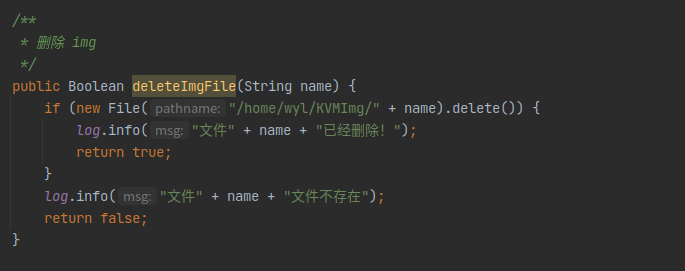 /**
 * 删除 img
 */
public Boolean deleteImgFile(String name) {
    if (new File( pathname: "/home/wyl/KVMImg/" + name).delete()) {
        log.info( msg: "文件" + name + "已经删除！");
        return true;
    }
    log.info( msg: "文件" + name + "文件不存在");
    return false;
}